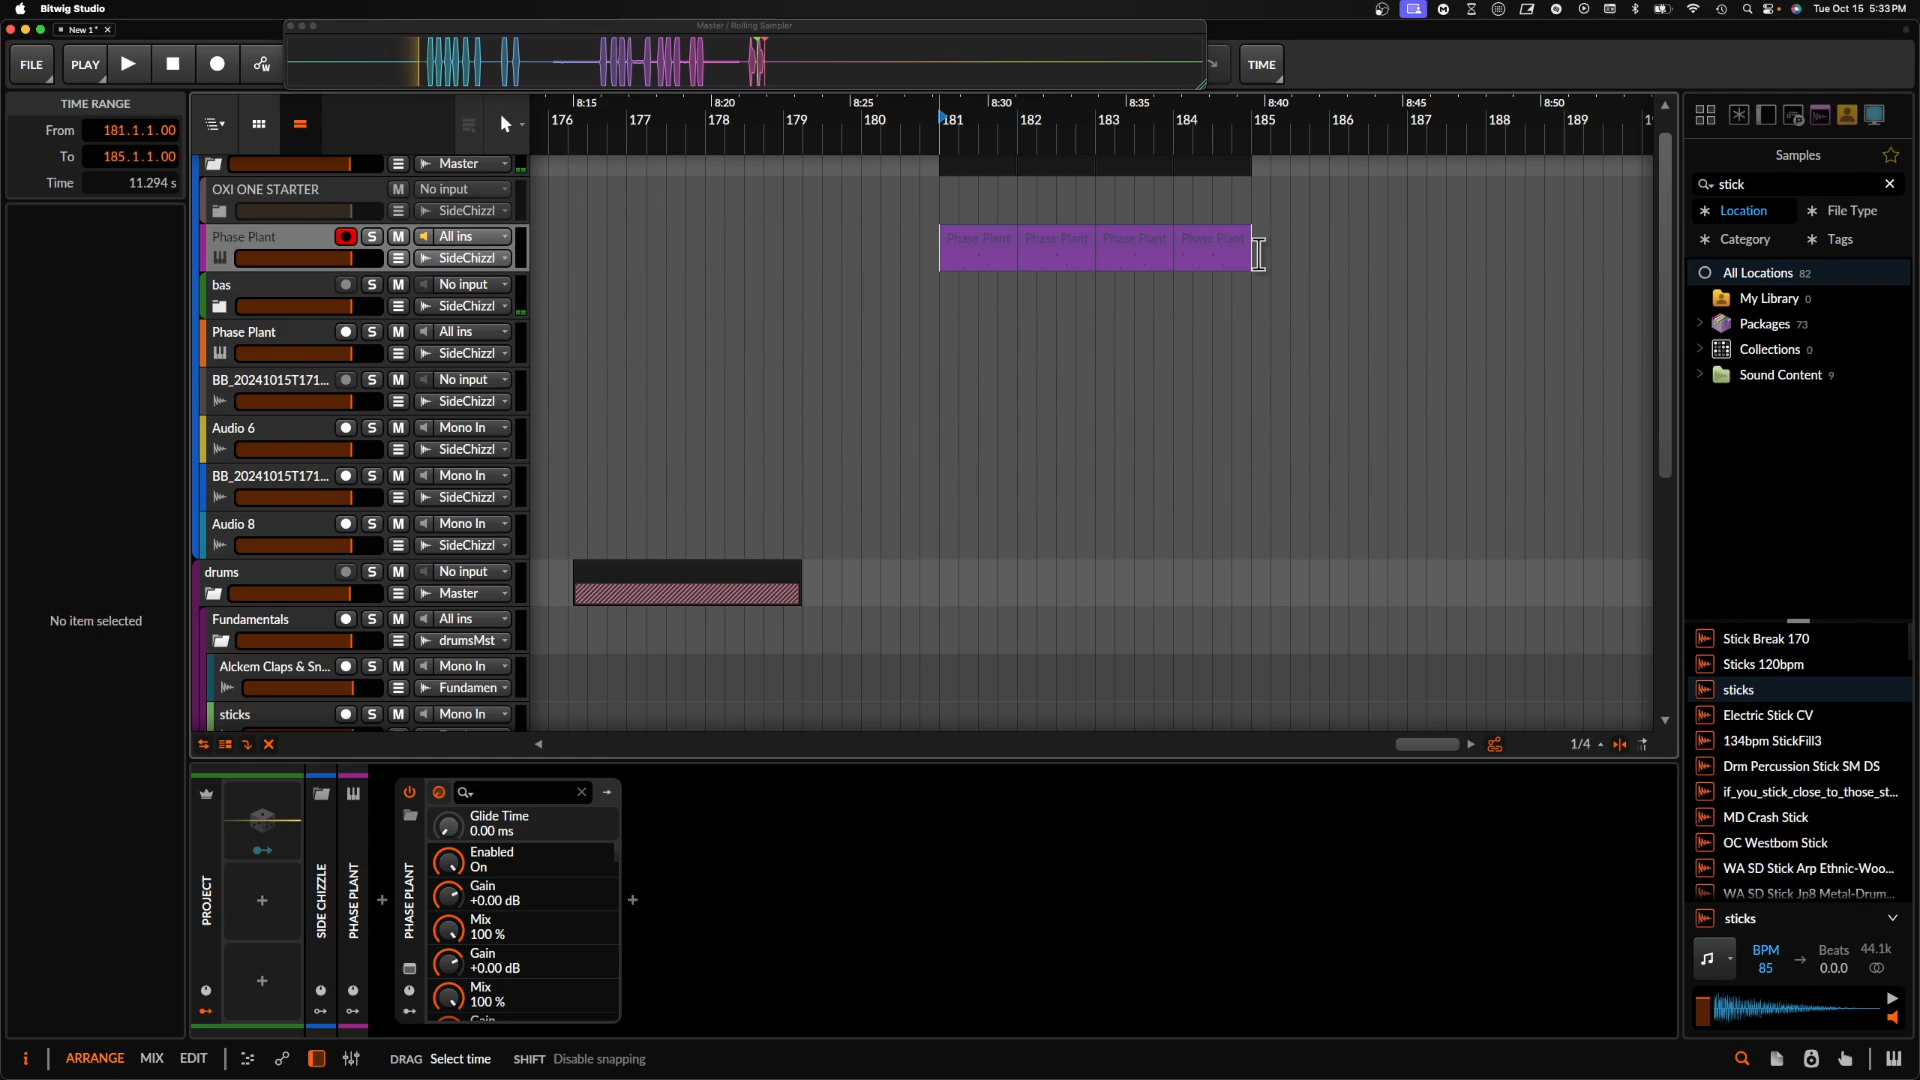 Bitwig Studio
Tue Oct 15 5:33 PM
New 1*
Master / Rolling Sampler
FILE
PLAY
TIME
TIME RANGE
From 181.1.1.00
To 185.1.1.00
Time 11.294 s
No item selected
8:15 8:20 8:25 8:30 8:35 8:40 8:45 8:50
176 177 178 179 180 181 182 183 184 185 186 187 188 189
Master
OXI ONE STARTER M No input
SideChizzl
Phase Plant S M All ins
SideChizzl
Phase Plant Phase Plant Phase Plant Phase Plant
bas S M No input
SideChizzl
Phase Plant S M All ins
SideChizzl
BB_20241015T171... S M No input
SideChizzl
Audio 6 S M Mono In
SideChizzl
BB_20241015T171... S M Mono In
SideChizzl
Audio 8 S M Mono In
SideChizzl
drums S M No input
Master
Fundamentals S M All ins
drumsMst
Alckem Claps & Sn... S M Mono In
Fundamen
sticks S M Mono In
1/4
PROJECT
SIDE CHIZZLE
PHASE PLANT
PHASE PLANT
Glide Time
0.00 ms
Enabled
On
Gain
+0.00 dB
Mix
100 %
Gain
+0.00 dB
Mix
100 %
Gain
Samples
stick
Location File Type
Category Tags
All Locations 82
My Library 0
Packages 73
Collections 0
Sound Content 9
Stick Break 170
Sticks 120bpm
sticks
Electric Stick CV
134bpm StickFill3
Drm Percussion Stick SM DS
if_you_stick_close_to_those_st...
MD Crash Stick
OC Westbom Stick
WA SD Stick Arp Ethnic-Woo...
WA SD Stick Jp8 Metal-Drum...
sticks
BPM Beats 44.1k
85 0.0.0
i ARRANGE MIX EDIT DRAG Select time SHIFT Disable snapping